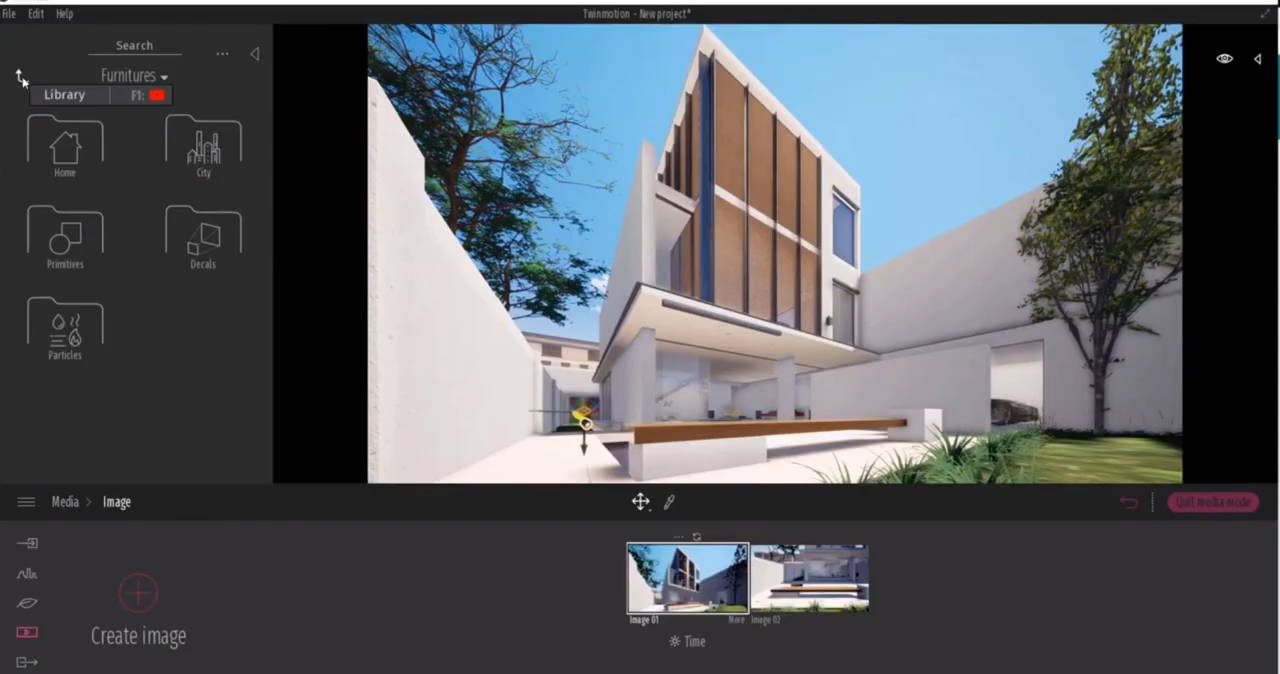 File Edit Help
Twinmotion - New project*
Search
...
Furnitures
Library F1:
Home
City
Primitives
Decals
Particles
Media > Image
Quit media mode
Create image
Image 01 More Image 02
Time